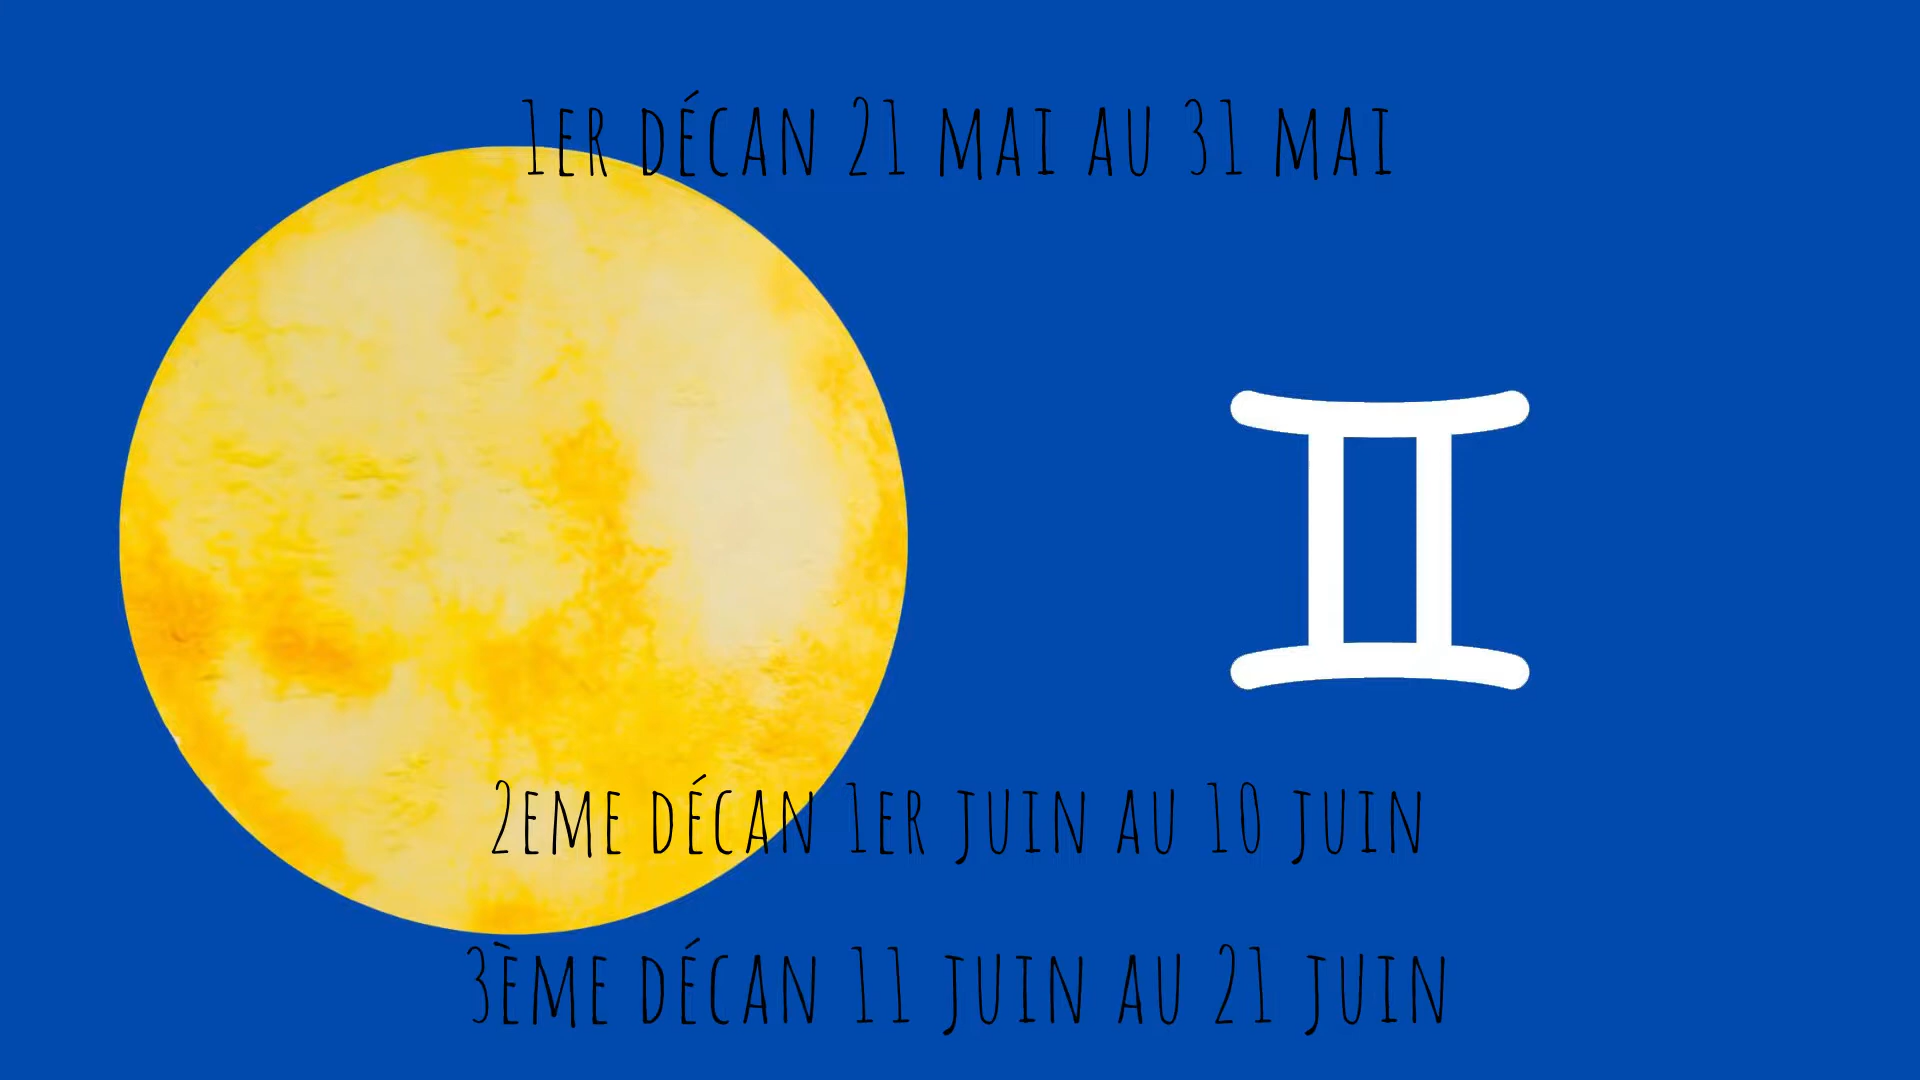 1er décan 21 mai au 31 mai
2eme décan 1er juin au 10 juin
3ème décan 11 juin au 21 juin